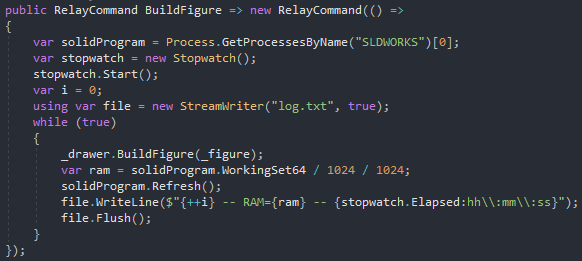 public RelayCommand BuildFigure => new RelayCommand(() =>
{
    var solidProgram = Process.GetProcessesByName("SLDWORKS")[0];
    var stopwatch = new Stopwatch();
    stopwatch.Start();
    var i = 0;
    using var file = new StreamWriter("log.txt", true);
    while (true)
    {
        _drawer.BuildFigure(_figure);
        var ram = solidProgram.WorkingSet64 / 1024 / 1024;
        solidProgram.Refresh();
        file.WriteLine($"{++i} -- RAM={ram} -- {stopwatch.Elapsed:hh\\:mm\\:ss}");
        file.Flush();
    }
});